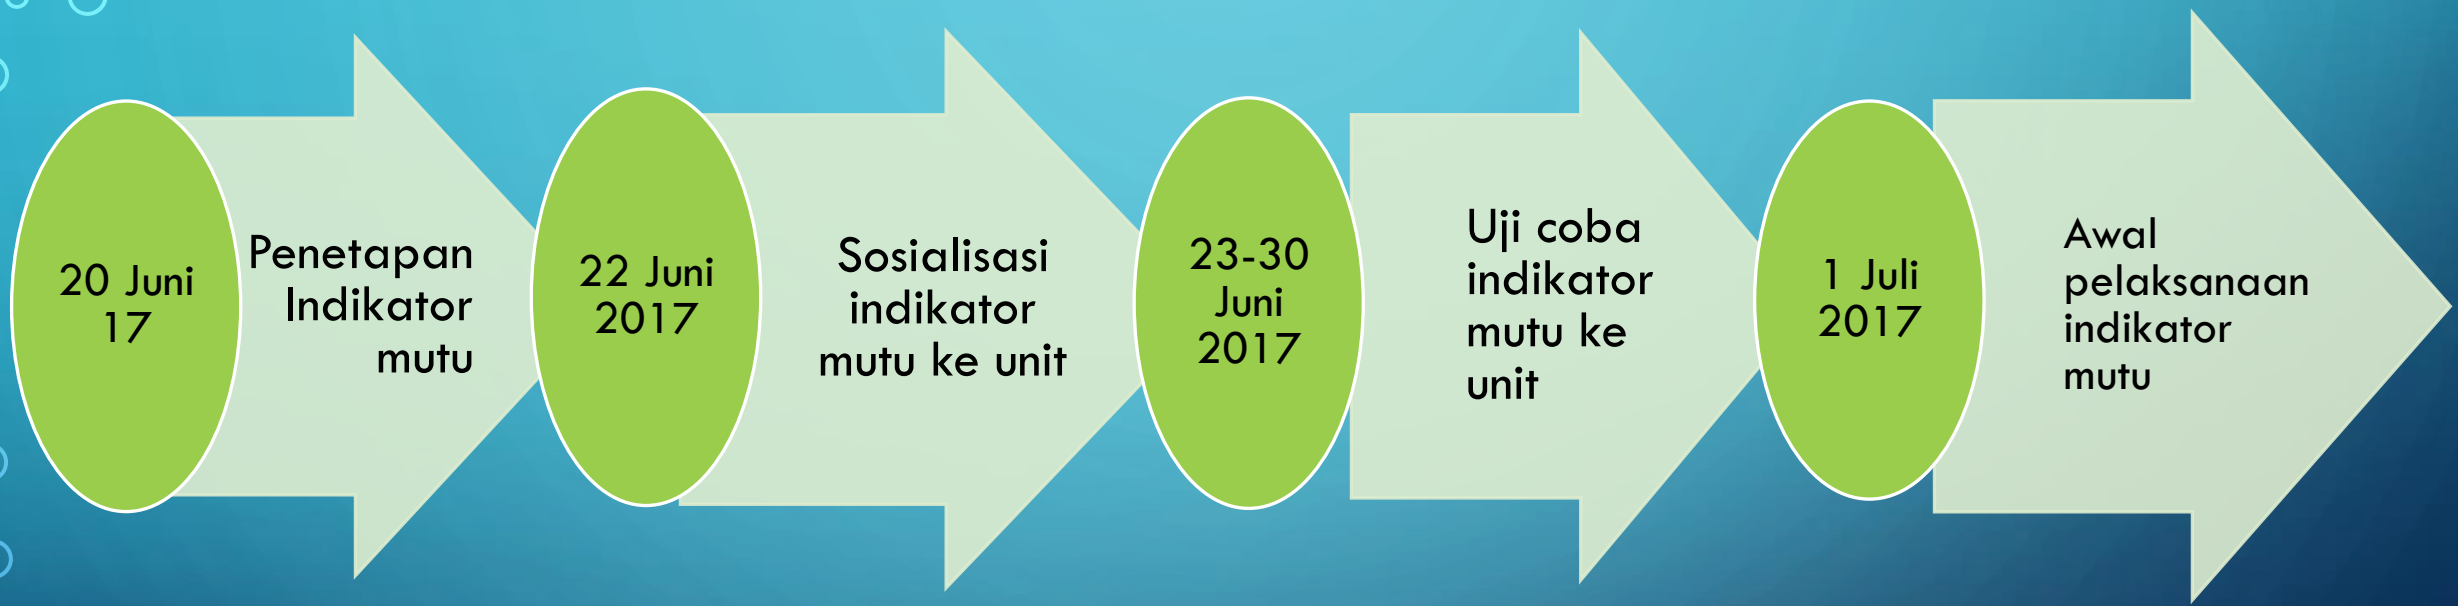 20 Juni
17
Penetapan
Indikator
mutu
22 Juni
2017
Sosialisasi
indikator
mutu ke unit
23-30
Juni
2017
Uji coba
indikator
mutu ke
unit
1 Juli
2017
Awal
pelaksanaan
indikator
mutu